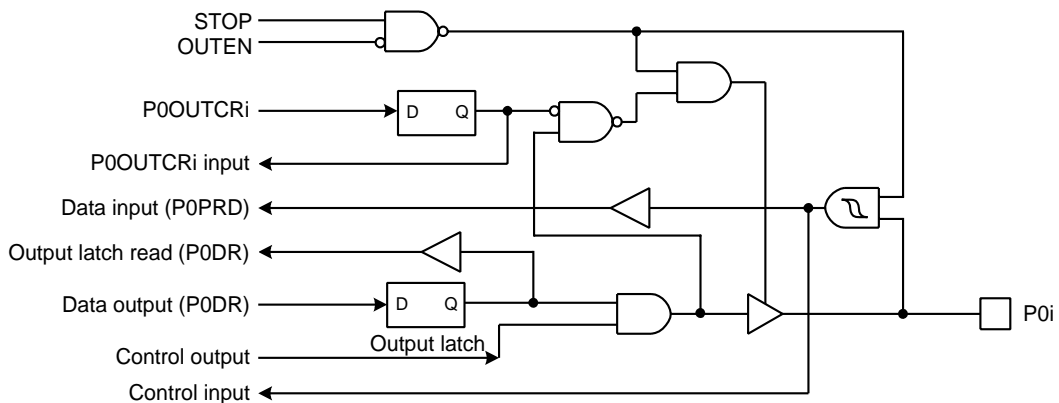 STOP
OUTEN
P0OUTCRi
D Q
P0OUTCRi input
Data input (P0PRD)
Output latch read (P0DR)
Data output (P0DR)
D Q
P0i
Output latch
Control output
Control input